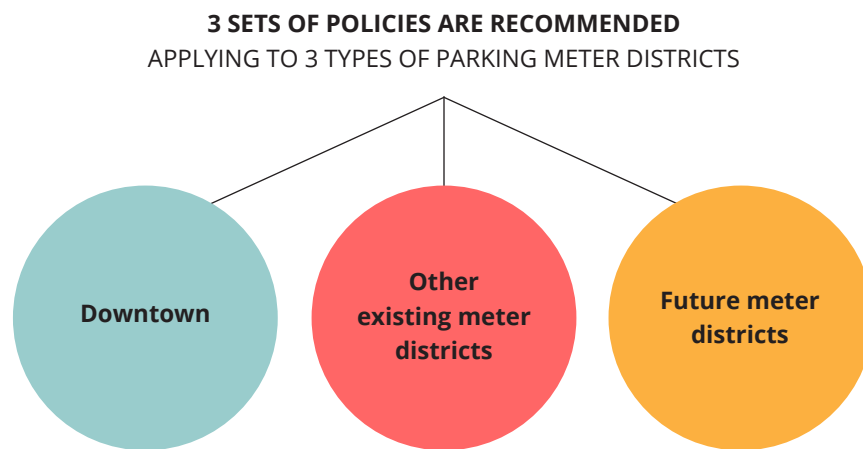 3 SETS OF POLICIES ARE RECOMMENDED
APPLYING TO 3 TYPES OF PARKING METER DISTRICTS
Downtown
Other
existing meter
districts
Future meter
districts